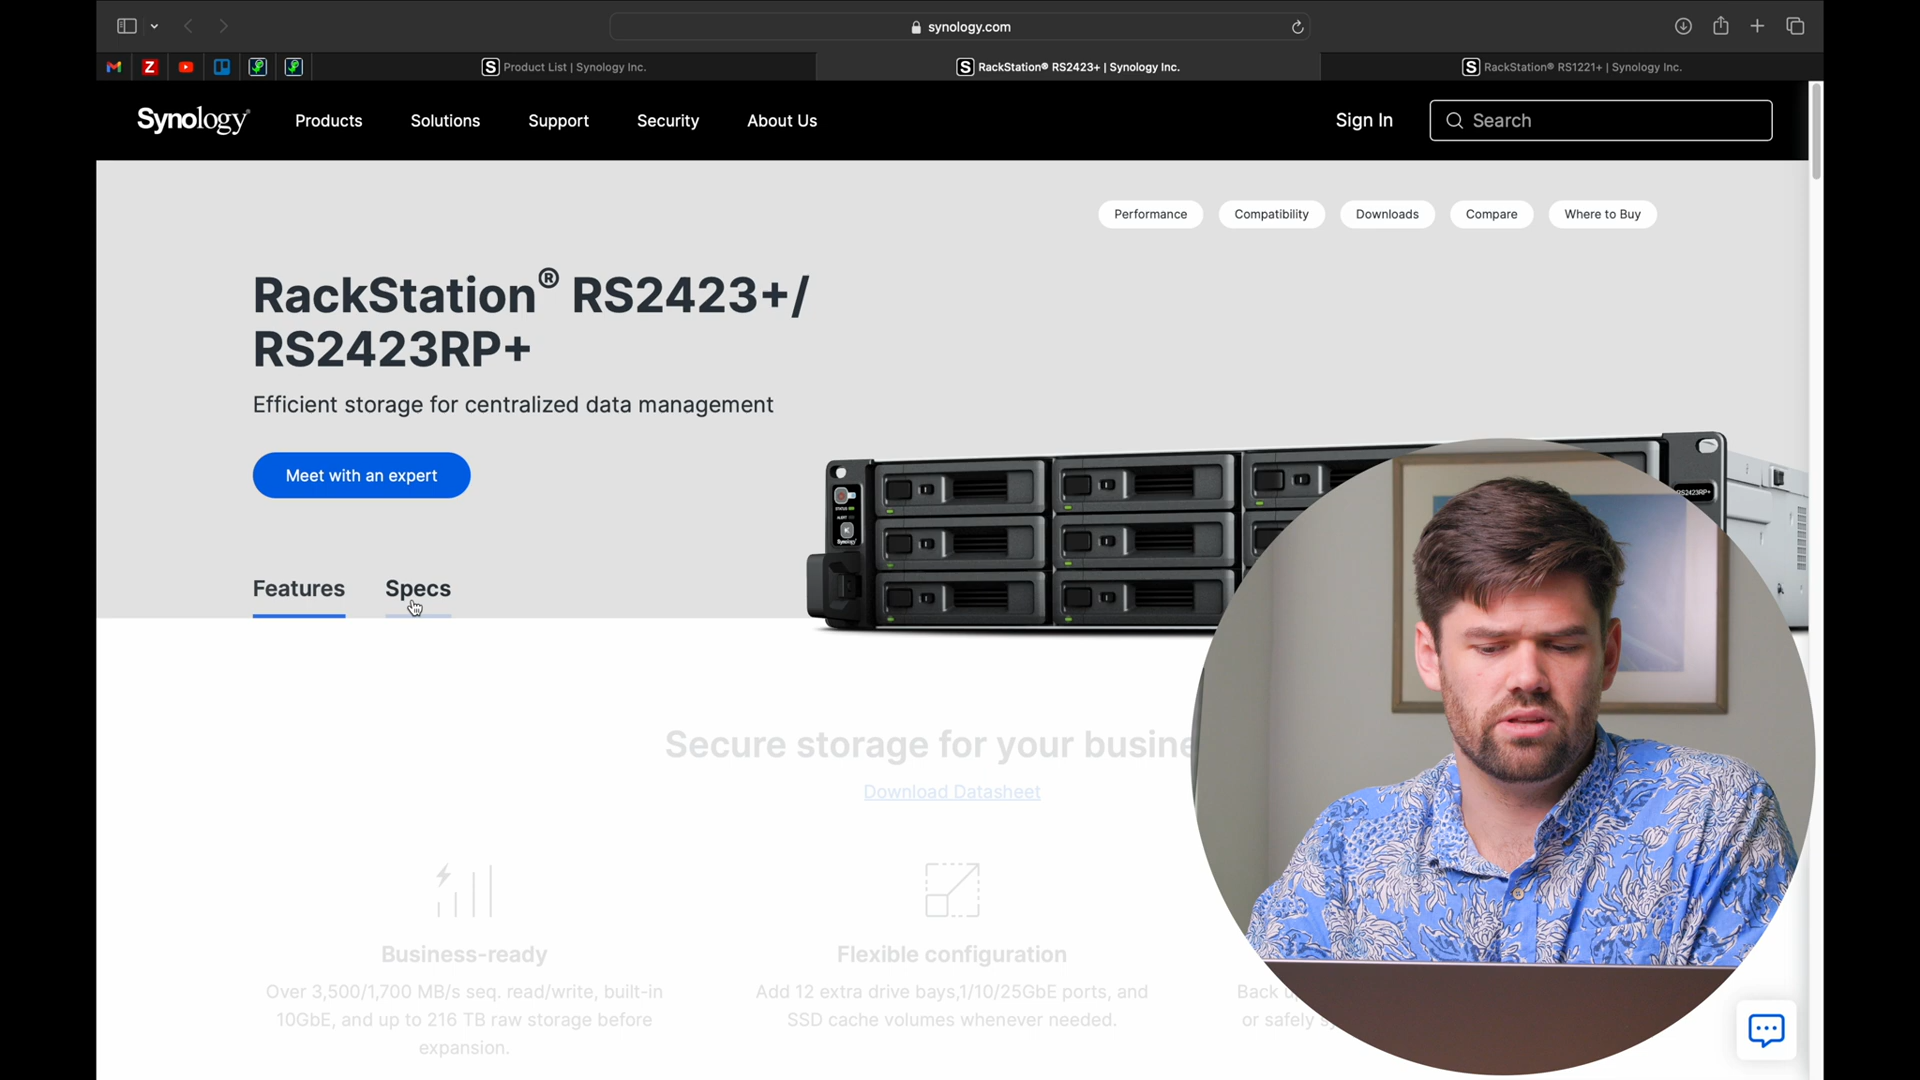 synology.com
Product List | Synology Inc.
RackStation® RS2423+ | Synology Inc.
RackStation® RS1221+ | Synology Inc.
Synology®
Products
Solutions
Support
Security
About Us
Sign In
Search
Performance
Compatibility
Downloads
Compare
Where to Buy
RackStation® RS2423+/
RS2423RP+
Efficient storage for centralized data management
Meet with an expert
Features
Specs
STATUS
ALERT
Synology
RS2423RP+
Secure storage for your busine
Download Datasheet
Business-ready
Over 3,500/1,700 MB/s seq. read/write, built-in
10GbE, and up to 216 TB raw storage before
expansion.
Flexible configuration
Add 12 extra drive bays,1/10/25GbE ports, and
SSD cache volumes whenever needed.
Back
or safely